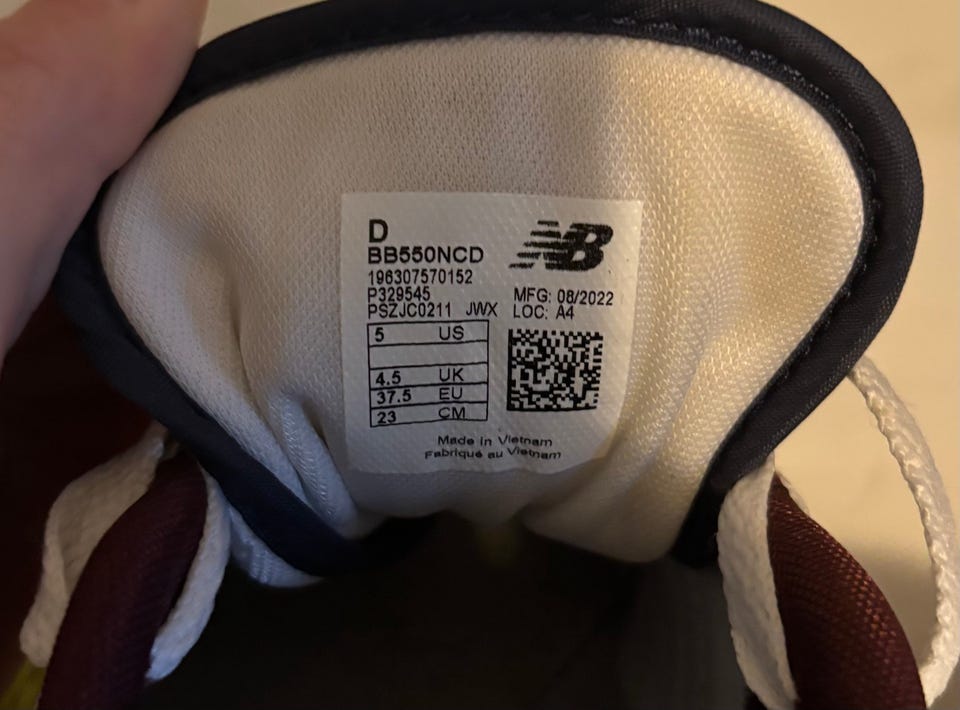 D
NB
BB550NCD
196307570152
P329545 MFG: 08/2022
PSZJC0211 JWX LOC: A4
5 US
4.5 UK
37.5 EU
23 CM
Made in Vietnam
Fabriqué au Vietnam